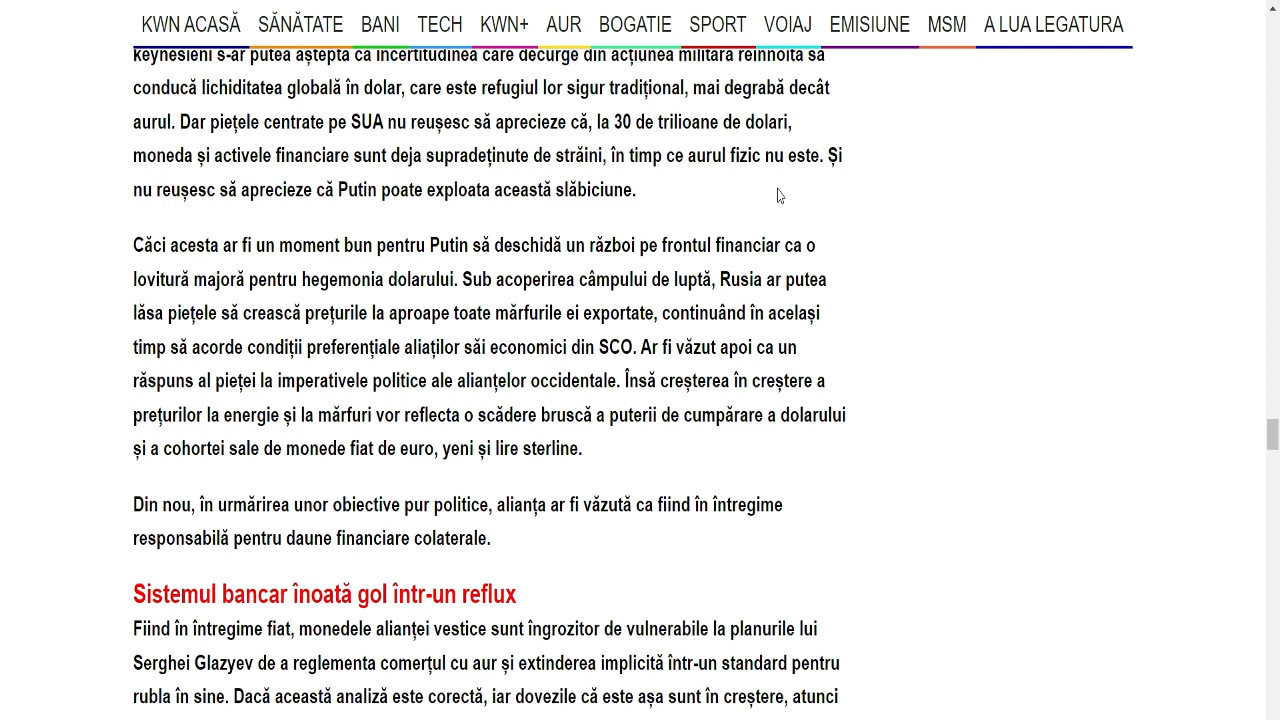 KWN ACASĂ SĂNĂTATE BANI TECH KWN+ AUR BOGATIE SPORT VOIAJ EMISIUNE MSM A LUA LEGATURA
keynesieni s-ar putea aștepta ca incertitudinea care decurge din acțiunea militară reînnoită să
conducă lichiditatea globală în dolar, care este refugiul lor sigur tradițional, mai degrabă decât
aurul. Dar piețele centrate pe SUA nu reușesc să aprecieze că, la 30 de trilioane de dolari,
moneda și activele financiare sunt deja supradeținute de străini, în timp ce aurul fizic nu este. Și
nu reușesc să aprecieze că Putin poate exploata această slăbiciune.
Căci acesta ar fi un moment bun pentru Putin să deschidă un război pe frontul financiar ca o
lovitură majoră pentru hegemonia dolarului. Sub acoperirea câmpului de luptă, Rusia ar putea
lăsa piețele să crească prețurile la aproape toate mărfurile ei exportate, continuând în același
timp să acorde condiții preferențiale aliaților săi economici din SCO. Ar fi văzut apoi ca un
răspuns al pieței la imperativele politice ale alianțelor occidentale. Însă creșterea în creștere a
prețurilor la energie și la mărfuri vor reflecta o scădere bruscă a puterii de cumpărare a dolarului
și a cohortei sale de monede fiat de euro, yeni și lire sterline.
Din nou, în urmărirea unor obiective pur politice, alianța ar fi văzută ca fiind în întregime
responsabilă pentru daune financiare colaterale.
Sistemul bancar înoată gol într-un reflux
Fiind în întregime fiat, monedele alianței vestice sunt îngrozitor de vulnerabile la planurile lui
Serghei Glazyev de a reglementa comerțul cu aur și extinderea implicită într-un standard pentru
rubla în sine. Dacă această analiză este corectă, iar dovezile că este așa sunt în creștere, atunci